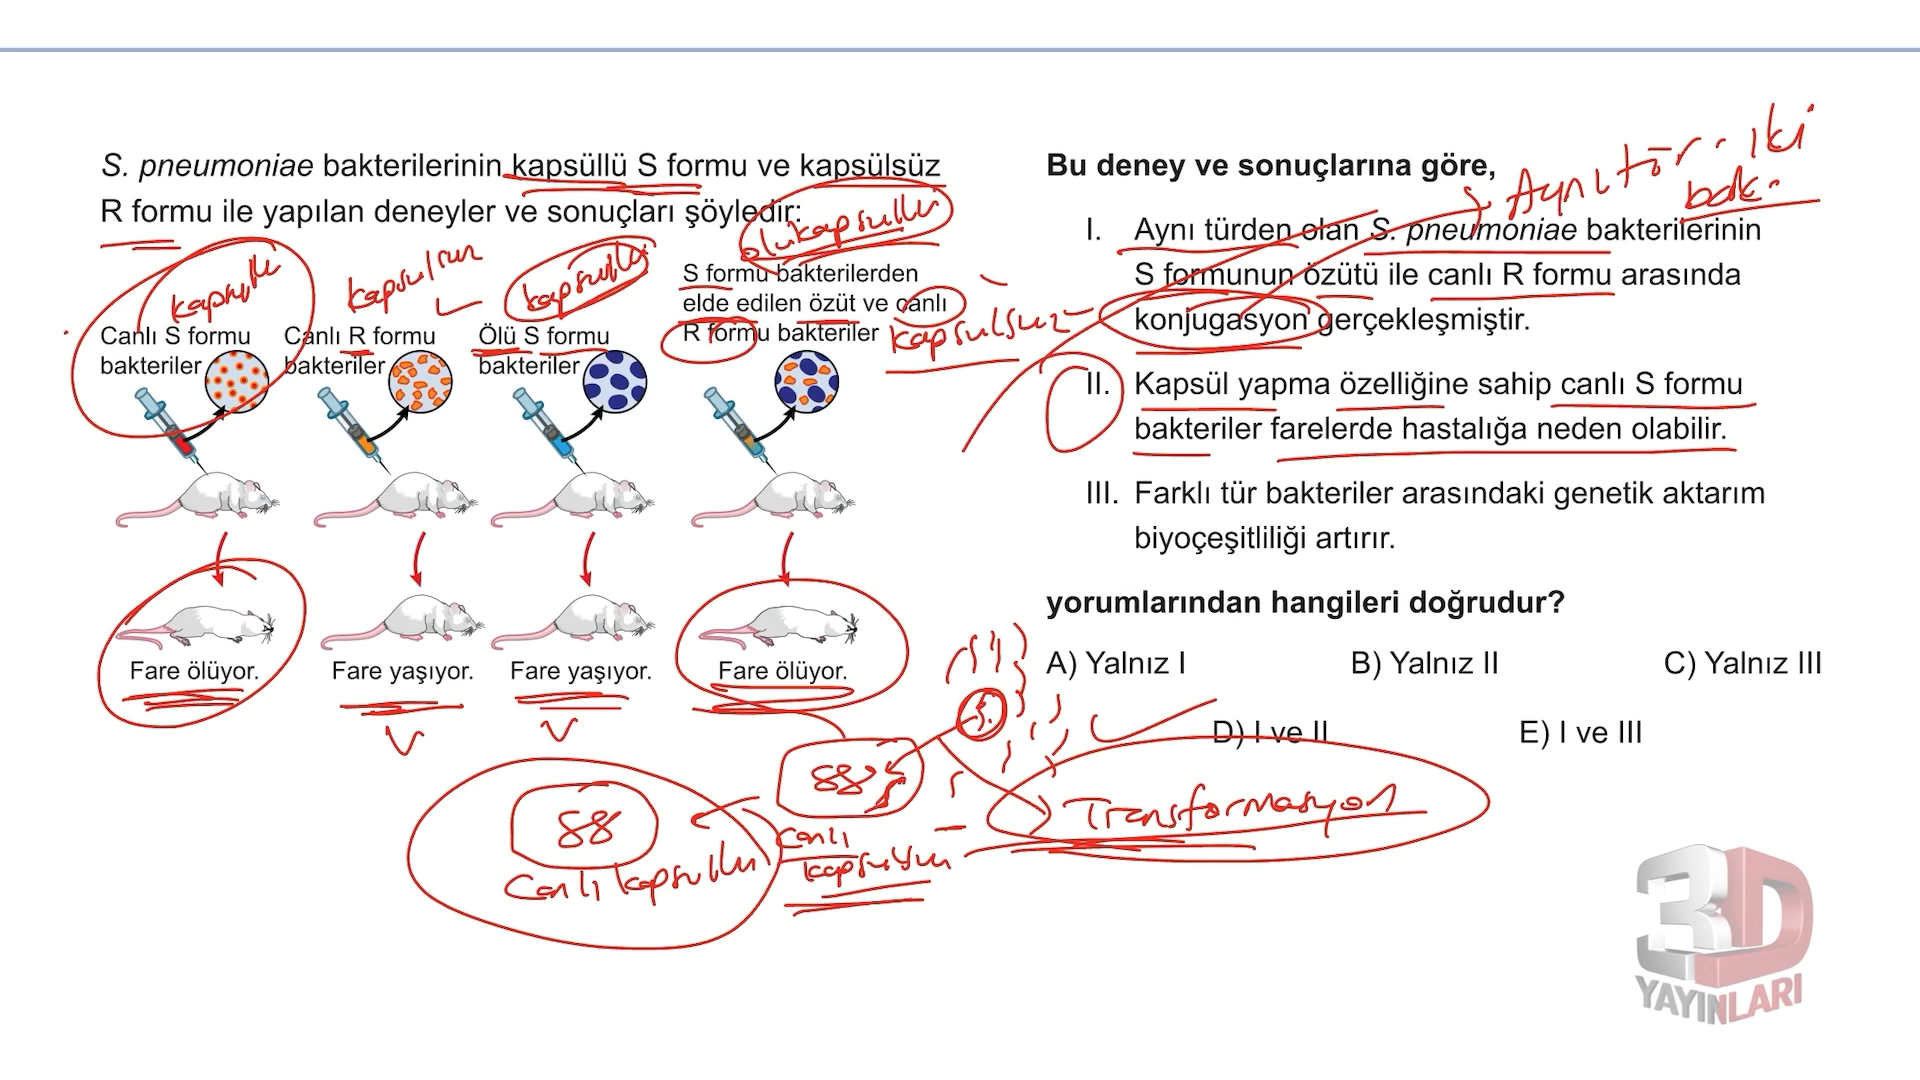 S. pneumoniae bakterilerinin kapsüllü S formu ve kapsülsüz
R formu ile yapılan deneyler ve sonuçları şöyledir:
kapsüllü
kapsülsüz
kapsüllü
ölü kapsüllü
Canlı S formu
bakteriler
Canlı R formu
bakteriler
Ölü S formu
bakteriler
S formu bakterilerden
elde edilen özüt ve canlı
R formu bakteriler
kapsülsüz
Fare ölüyor.
Fare yaşıyor.
Fare yaşıyor.
Fare ölüyor.
Canlı kapsüllü
Canlı
Bu deney ve sonuçlarına göre,
Aynı tür iki
bak.
I. Aynı türden olan S. pneumoniae bakterilerinin
S formunun özütü ile canlı R formu arasında
konjugasyon gerçekleşmiştir.
II. Kapsül yapma özelliğine sahip canlı S formu
bakteriler farelerde hastalığa neden olabilir.
III. Farklı tür bakteriler arasındaki genetik aktarım
biyoçeşitliliği artırır.
yorumlarından hangileri doğrudur?
A) Yalnız I B) Yalnız II C) Yalnız III
D) I ve II E) I ve III
Transformasyon
3D
YAYINLARI